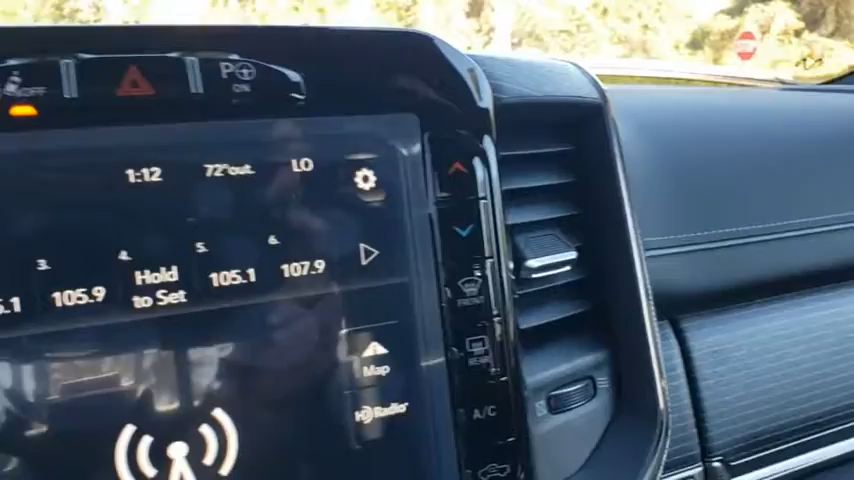 OFF
P
ON
1:12 72°out LO
3. 4. 5. 6
5.1 105.9 Hold
to Set 105.1 107.9
FRONT
REAR
Map
HD Radio
A/C